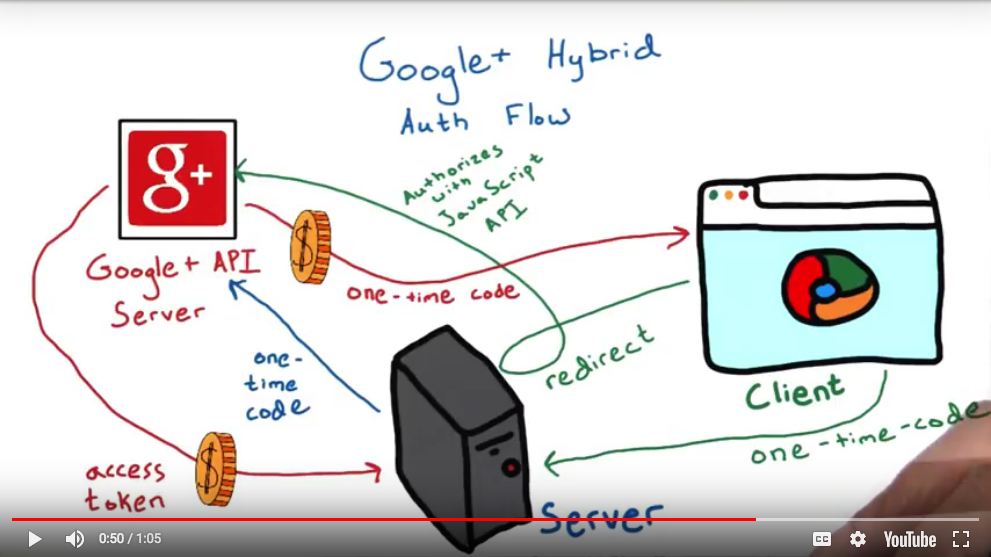 Google+ Hybrid
Auth Flow
Authorizes
with
JavaScript
API
g+
Google+ API
Server
$
one-time code
redirect
one-
time
code
Client
one-time-code
access
token
$
Server
0:50 / 1:05
CC
YouTube